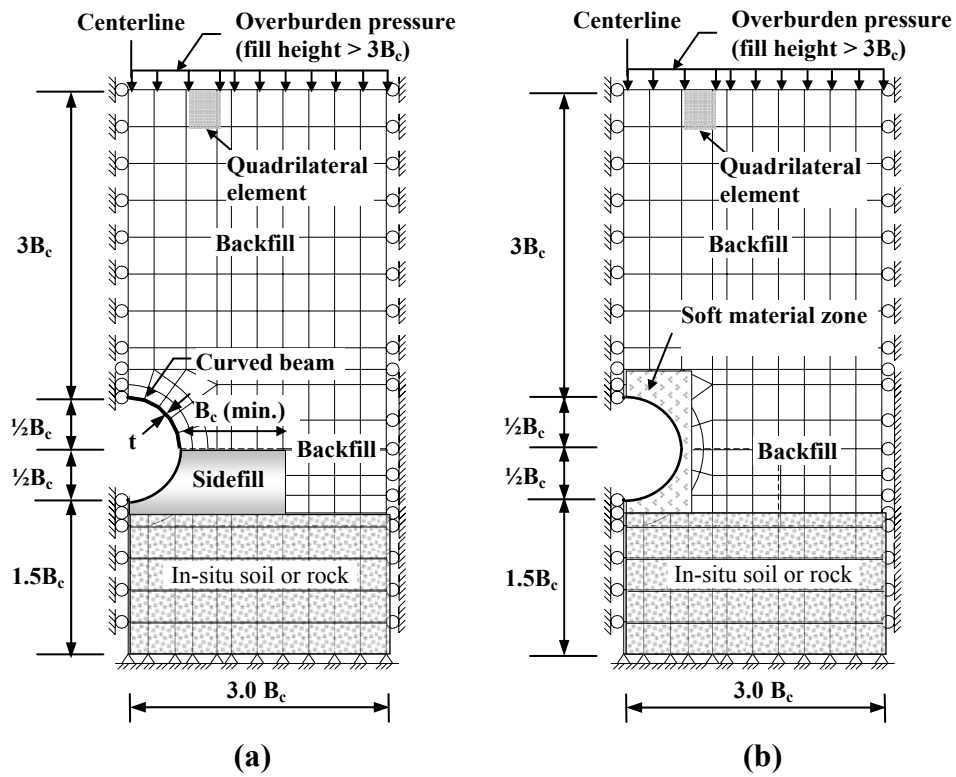 Centerline
Overburden pressure
(fill height > 3Bc)
Quadrilateral
element
Backfill
3Bc
Curved beam
Bc (min.)
½Bc
t
Backfill
½Bc
Sidefill
1.5Bc
In-situ soil or rock
3.0 Bc
(a)
Centerline
Overburden pressure
(fill height > 3Bc)
Quadrilateral
element
Backfill
3Bc
Soft material zone
½Bc
Backfill
½Bc
1.5Bc
In-situ soil or rock
3.0 Bc
(b)